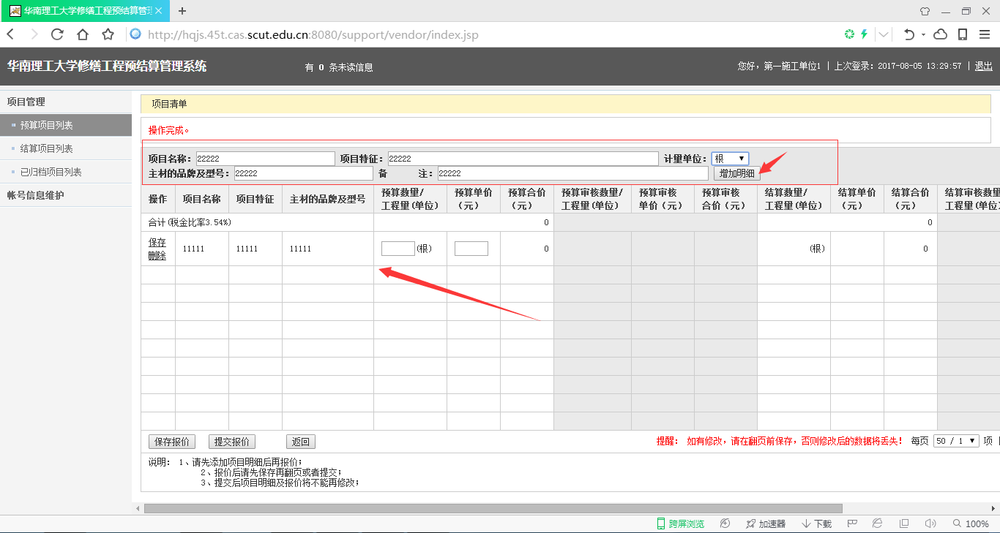 华南理工大学修缮工程预结算管理
http://hqjs.45t.cas.scut.edu.cn:8080/support/vendor/index.jsp
华南理工大学修缮工程预结算管理系统
有 0 条未读信息
您好，第一施工单位1 | 上次登录：2017-08-05 13:29:57 | 退出
项目管理
预算项目列表
结算项目列表
已归档项目列表
帐号信息维护
项目清单
操作完成。
项目名称：22222 项目特征：22222 计量单位：根
主材的品牌及型号：22222 备 注：22222 增加明细
操作 项目名称 项目特征 主材的品牌及型号 预算数量/工程量(单位) 预算单价（元） 预算合价（元） 预算审核数量/工程量(单位) 预算审核单价（元） 预算审核合价（元） 结算数量/工程量(单位) 结算单价（元） 结算合价（元） 结算审核数量/工程量(单位)
合计(税金比率3.54%) 0 0
保存 删除 11111 11111 11111 (根) 0 (根) 0
保存报价 提交报价 返回
提醒： 如有修改，请在翻页前保存，否则修改后的数据将丢失！ 每页 50 / 1 项
说明： 1、请先添加项目明细后再报价；
2、报价后请先保存再翻页或者提交；
3、提交后项目明细及报价将不能再修改；
跨屏浏览 加速器 下载 100%